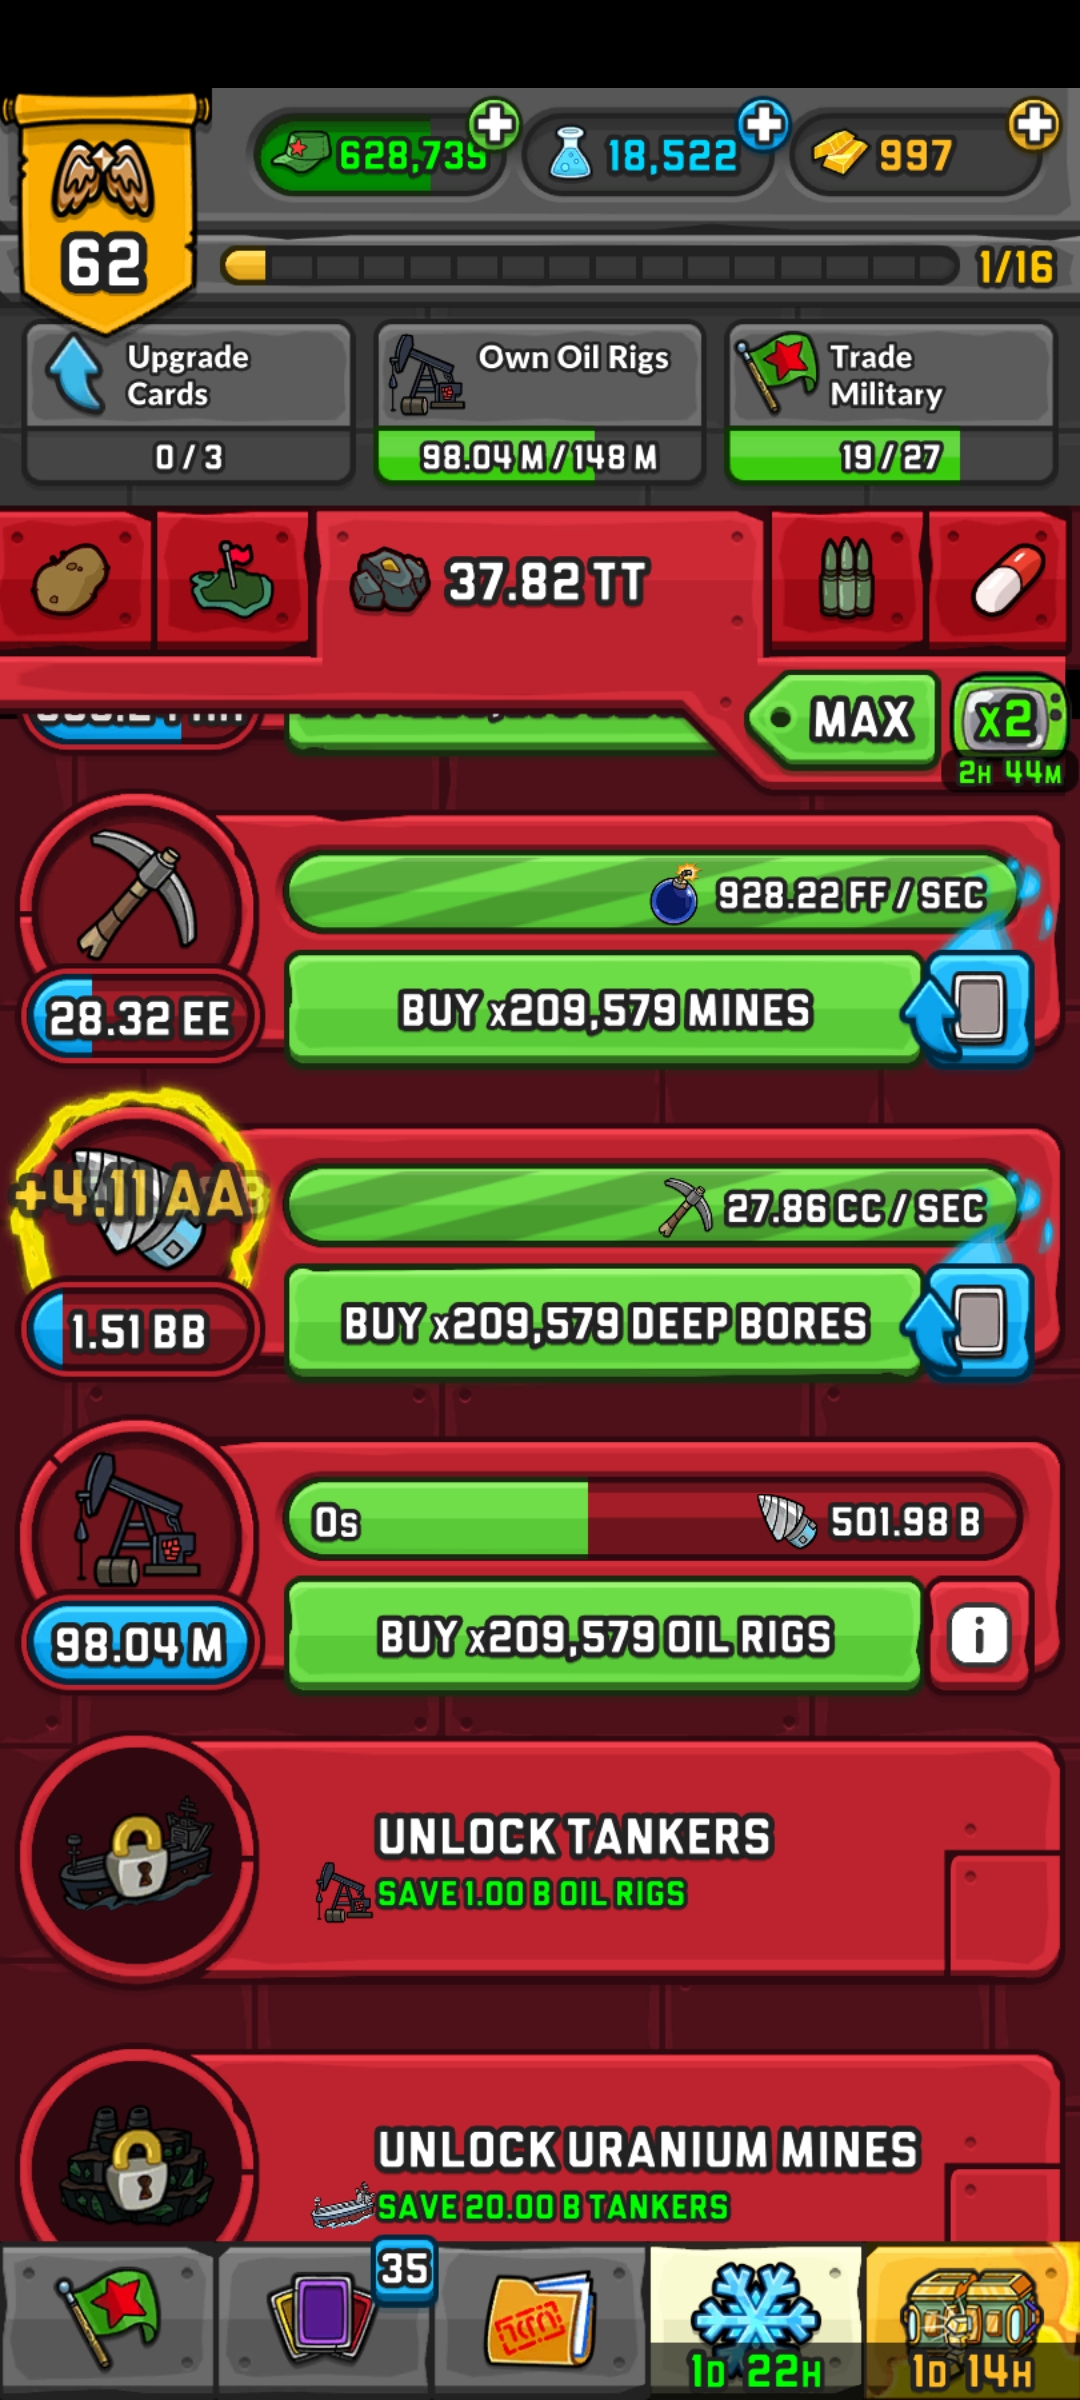 628,739
18,522
997
62
1/16
Upgrade
Cards
0 / 3
Own Oil Rigs
98.04 M / 148 M
Trade
Military
19 / 27
37.82 TT
MAX
x2
2H 44M
928.22 FF / SEC
28.32 EE
BUY x209,579 MINES
+4.11 AA
27.86 CC / SEC
1.51 BB
BUY x209,579 DEEP BORES
0s
501.98 B
98.04 M
BUY x209,579 OIL RIGS
i
UNLOCK TANKERS
SAVE 1.00 B OIL RIGS
UNLOCK URANIUM MINES
SAVE 20.00 B TANKERS
35
1D 22H
1D 14H